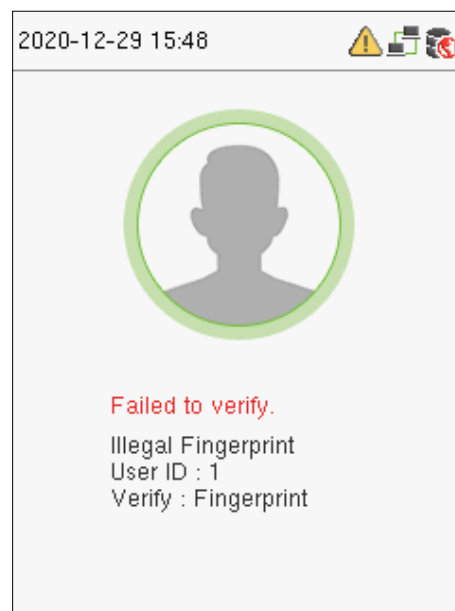 2020-12-29 15:48
Failed to verify.
Illegal Fingerprint
User ID : 1
Verify : Fingerprint